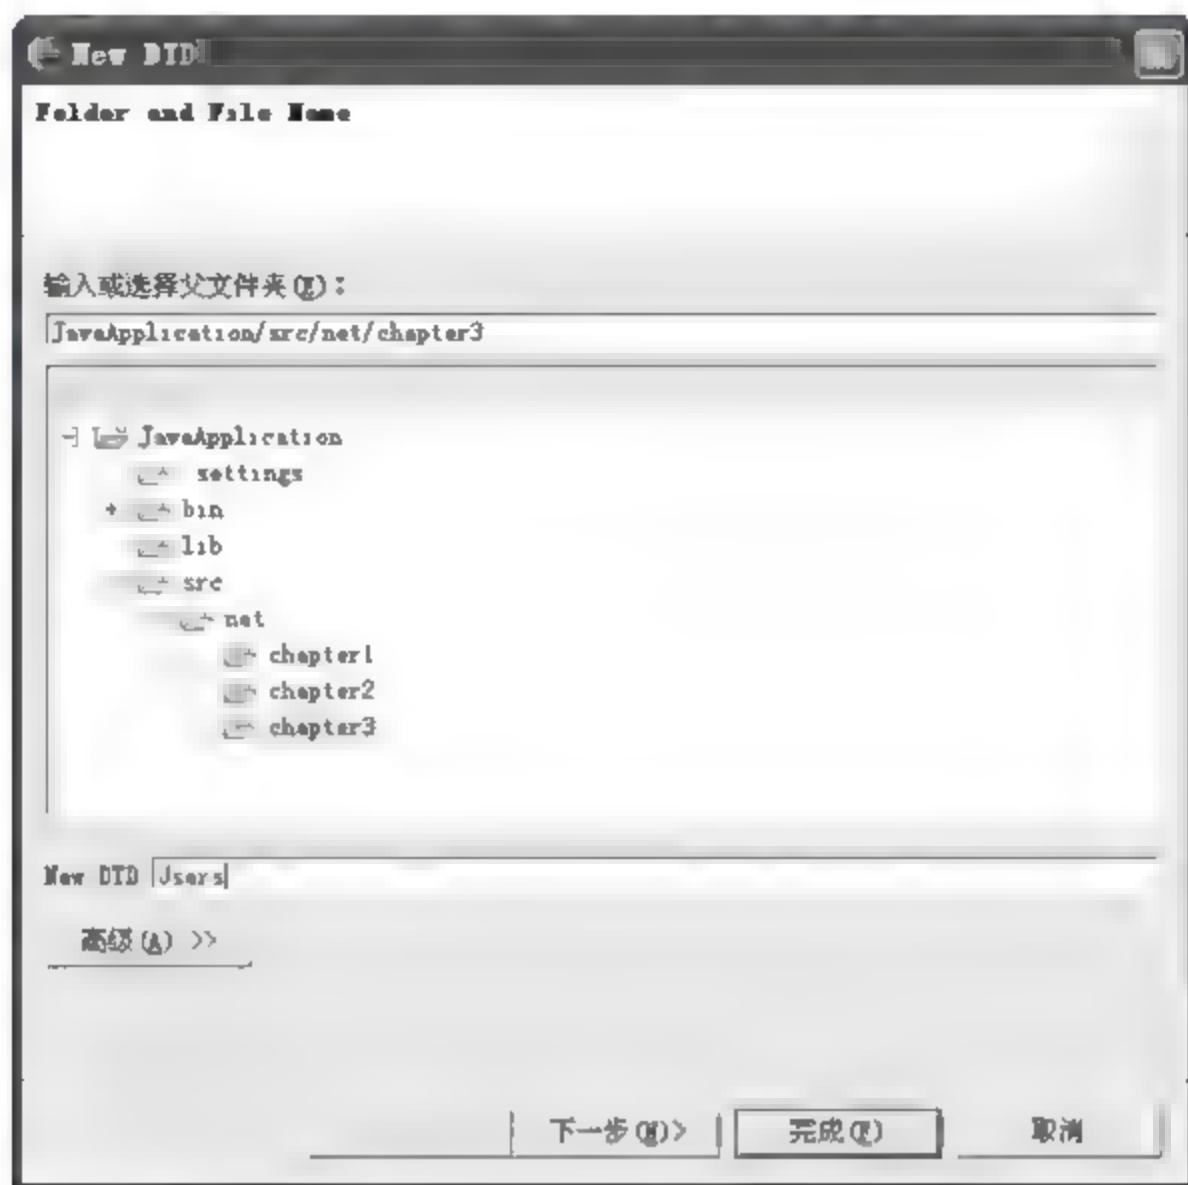 New DTD
Folder and File Name
输入或选择父文件夹(E):
JavaApplication/src/net/chapter3
JavaApplication
settings
bin
lib
src
net
chapter1
chapter2
chapter3
New DTD Users
高级(A) >>
下一步(N)> 完成(F) 取消